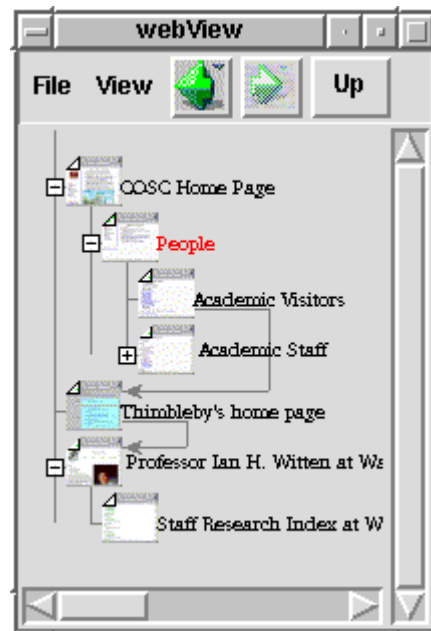 webView
File View Up
COSC Home Page
People
Academic Visitors
Academic Staff
Thimbleby's home page
Professor Ian H. Witten at Wa
Staff Research Index at W